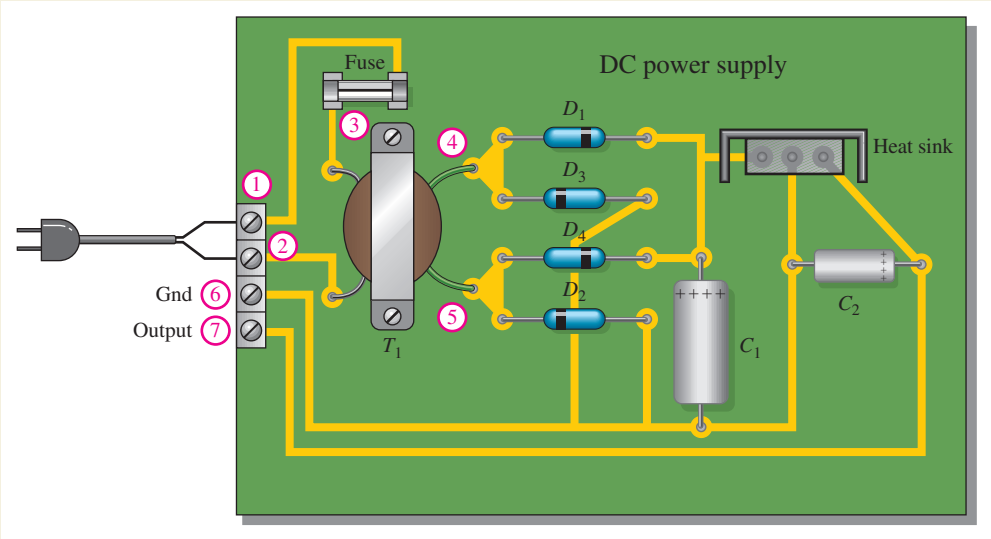 DC power supply
Fuse
D1
3
4
Heat sink
D3
1
D4
2
D2
Gnd 6
++++
++++
C2
Output 7
5
T1
C1